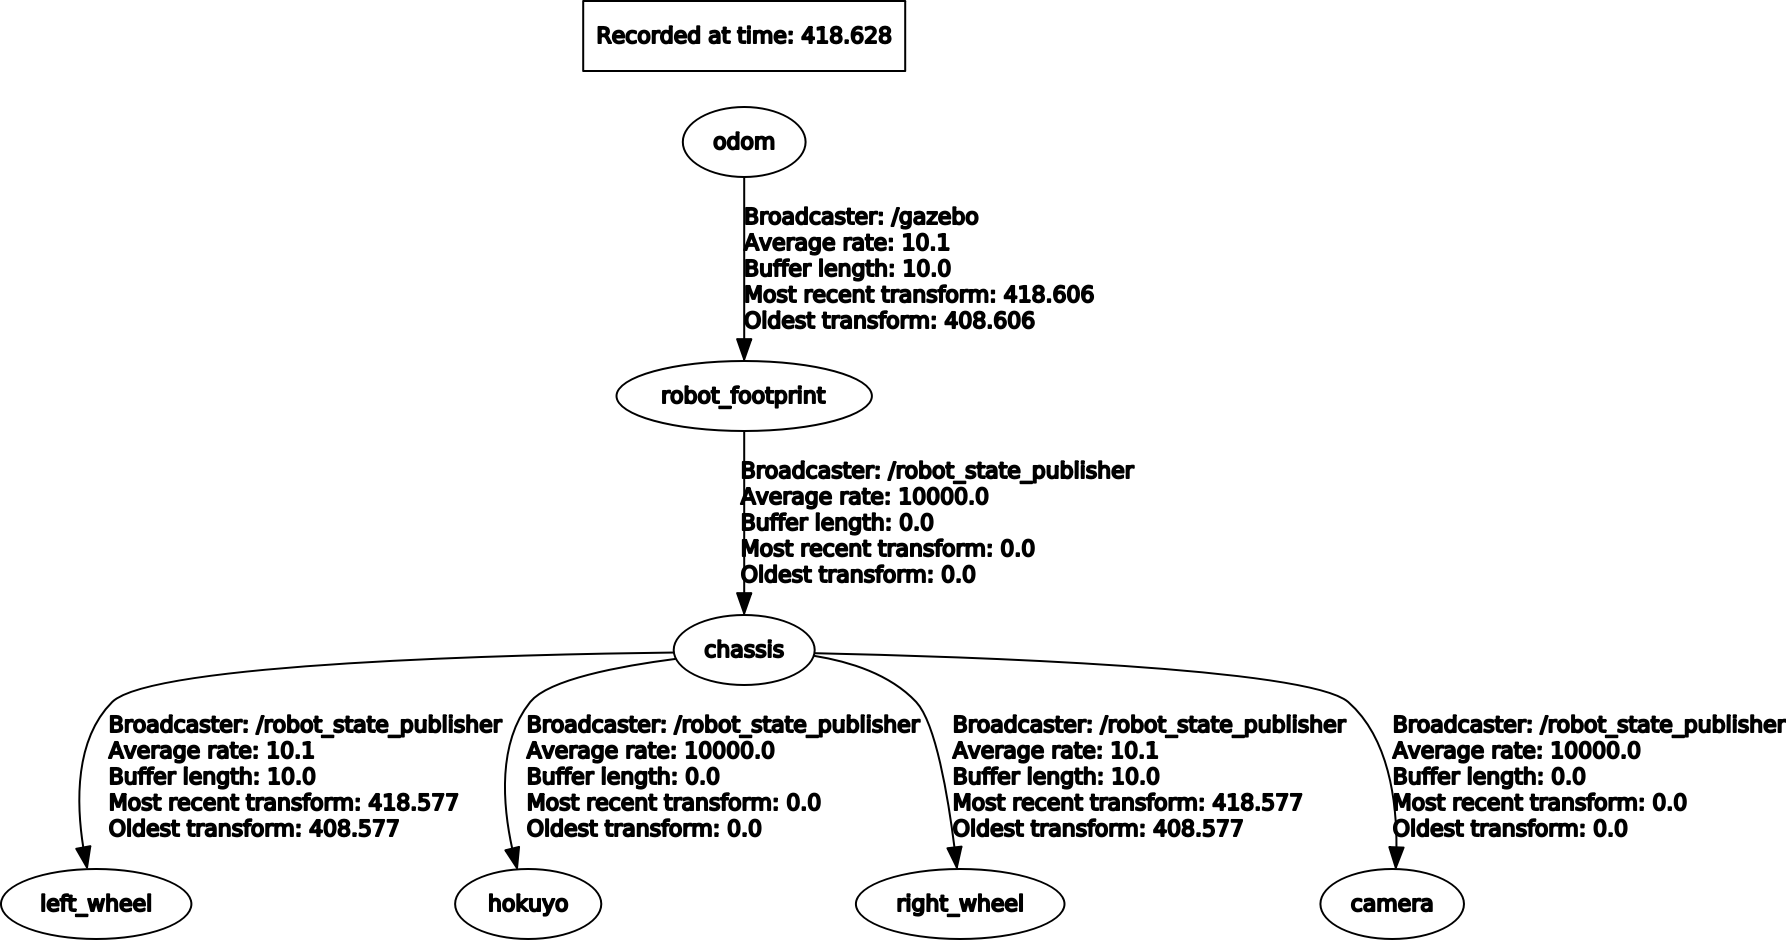 Recorded at time: 418.628
odom
Broadcaster: /gazebo
Average rate: 10.1
Buffer length: 10.0
Most recent transform: 418.606
Oldest transform: 408.606
robot_footprint
Broadcaster: /robot_state_publisher
Average rate: 10000.0
Buffer length: 0.0
Most recent transform: 0.0
Oldest transform: 0.0
chassis
Broadcaster: /robot_state_publisher
Average rate: 10.1
Buffer length: 10.0
Most recent transform: 418.577
Oldest transform: 408.577
Broadcaster: /robot_state_publisher
Average rate: 10000.0
Buffer length: 0.0
Most recent transform: 0.0
Oldest transform: 0.0
Broadcaster: /robot_state_publisher
Average rate: 10.1
Buffer length: 10.0
Most recent transform: 418.577
Oldest transform: 408.577
Broadcaster: /robot_state_publisher
Average rate: 10000.0
Buffer length: 0.0
Most recent transform: 0.0
Oldest transform: 0.0
left_wheel
hokuyo
right_wheel
camera